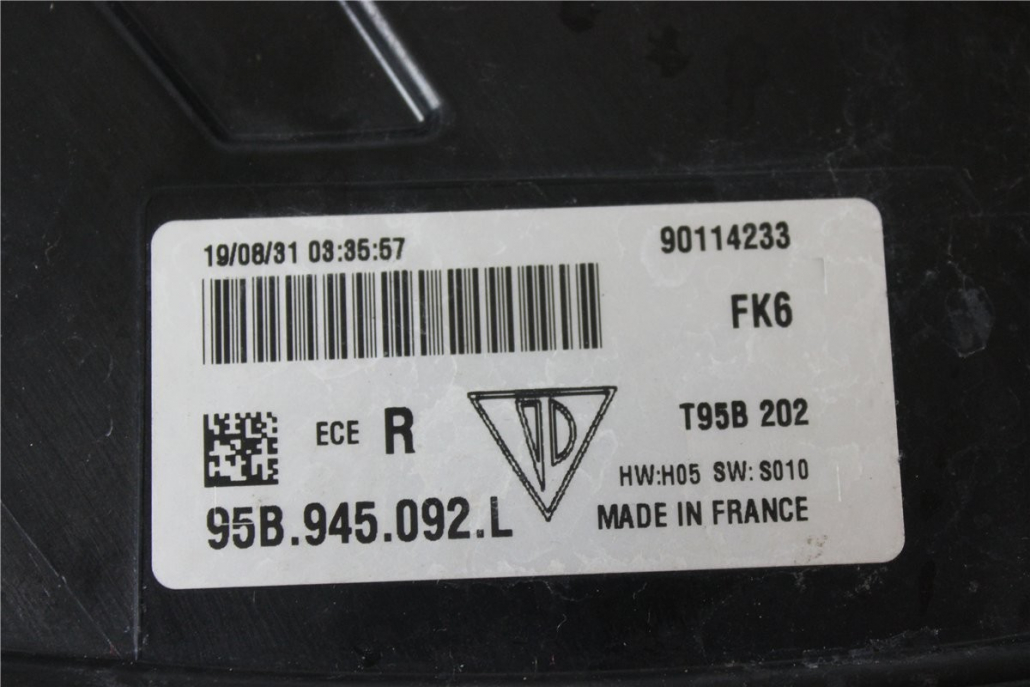 19/08/31 03:35:57
90114233
FK6
ECE R
T95B 202
HW:H05 SW: S010
95B.945.092.L
MADE IN FRANCE